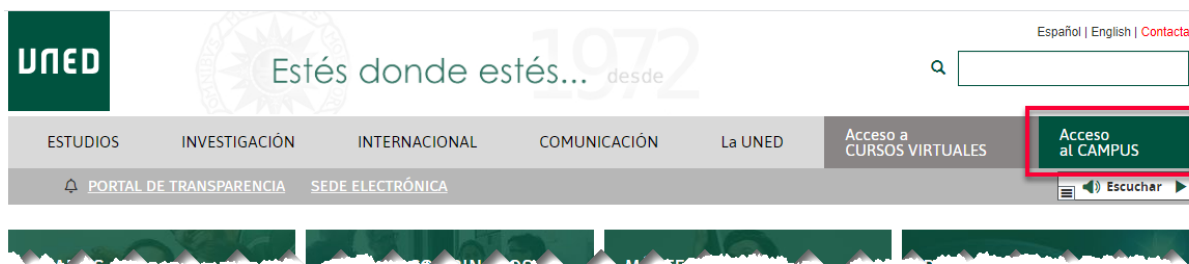 Español | English | Contacta
UNED
Estés donde estés... desde 1972
ESTUDIOS INVESTIGACIÓN INTERNACIONAL COMUNICACIÓN La UNED
Acceso a
CURSOS VIRTUALES
Acceso
al CAMPUS
PORTAL DE TRANSPARENCIA SEDE ELECTRÓNICA
Escuchar